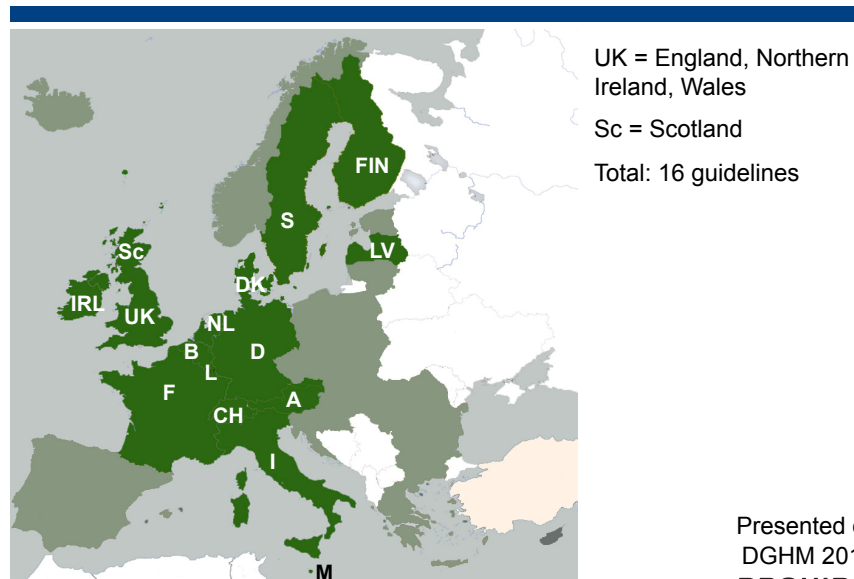 UK = England, Northern
Ireland, Wales
Sc = Scotland
Total: 16 guidelines
FIN
S
LV
Sc
DK
IRL
UK
NL
B
D
L
F
A
CH
I
M
Presented
DGHM 201